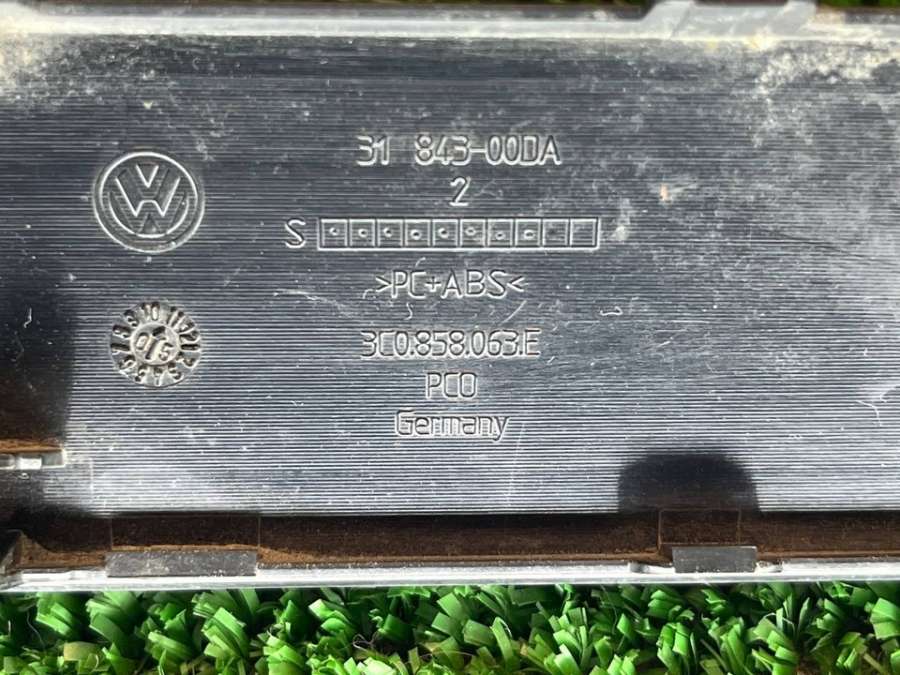 31 843-00DA
2
S
>PC+ABS<
3C0.858.063.E
PCO
Germany